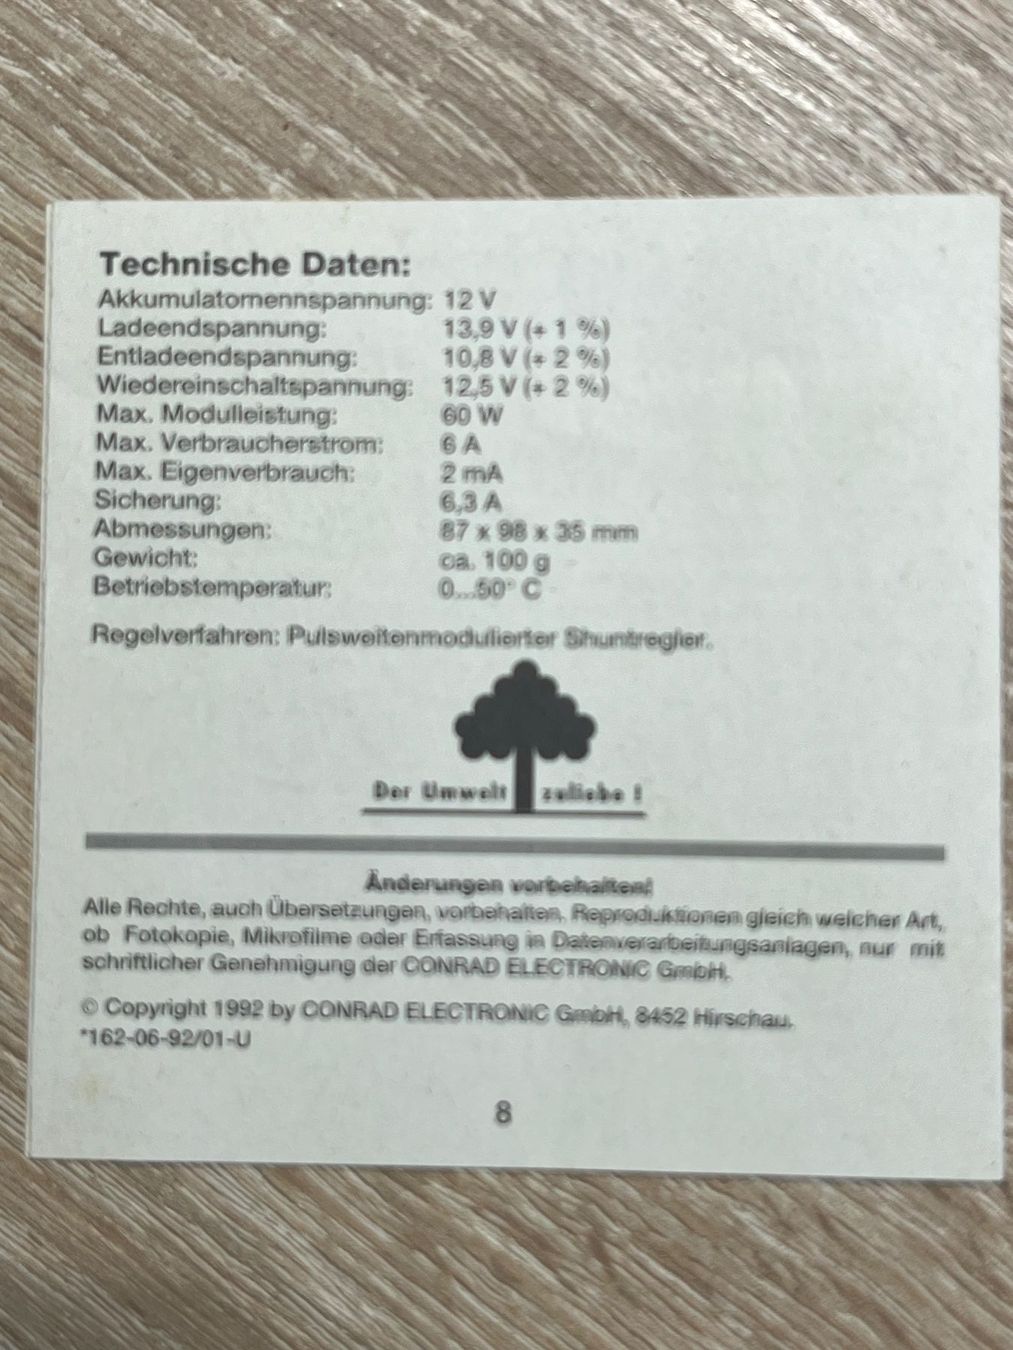 Technische Daten:
Akkumulatornennspannung: 12 V
Ladeendspannung: 13,9 V (± 1 %)
Entladeendspannung: 10,8 V (± 2 %)
Wiedereinschaltspannung: 12,5 V (± 2 %)
Max. Modulleistung: 60 W
Max. Verbraucherstrom: 6 A
Max. Eigenverbrauch: 2 mA
Sicherung: 6,3 A
Abmessungen: 87 x 98 x 35 mm
Gewicht: ca. 100 g
Betriebstemperatur: 0...50° C
Regelverfahren: Pulsweitenmodulierter Shuntregler.
Der Umwelt zuliebe !
Änderungen vorbehalten!
Alle Rechte, auch Übersetzungen, vorbehalten. Reproduktionen gleich welcher Art,
ob Fotokopie, Mikrofilme oder Erfassung in Datenverarbeitungsanlagen, nur mit
schriftlicher Genehmigung der CONRAD ELECTRONIC GmbH.
© Copyright 1992 by CONRAD ELECTRONIC GmbH, 8452 Hirschau.
*162-06-92/01-U
8